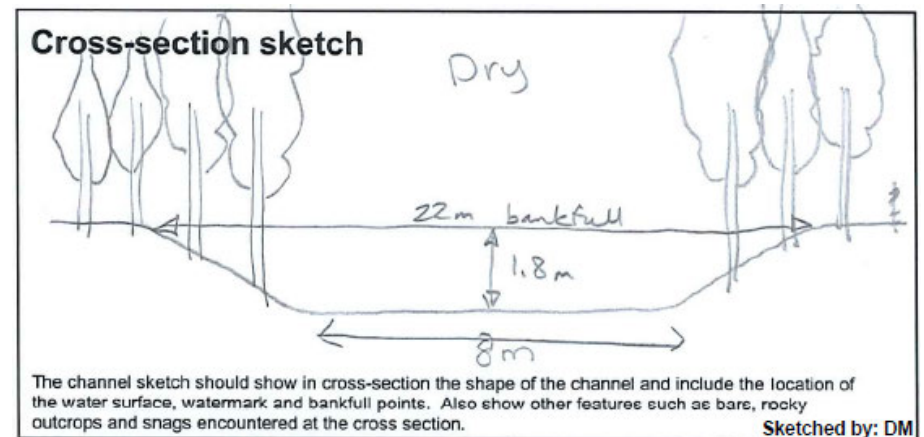 Cross-section sketch
Dry
22m bankfull
1.8m
8m
The channel sketch should show in cross-section the shape of the channel and include the location of
the water surface, watermark and bankfull points. Also show other features such as bars, rocky
outcrops and snags encountered at the cross section.
Sketched by: DM